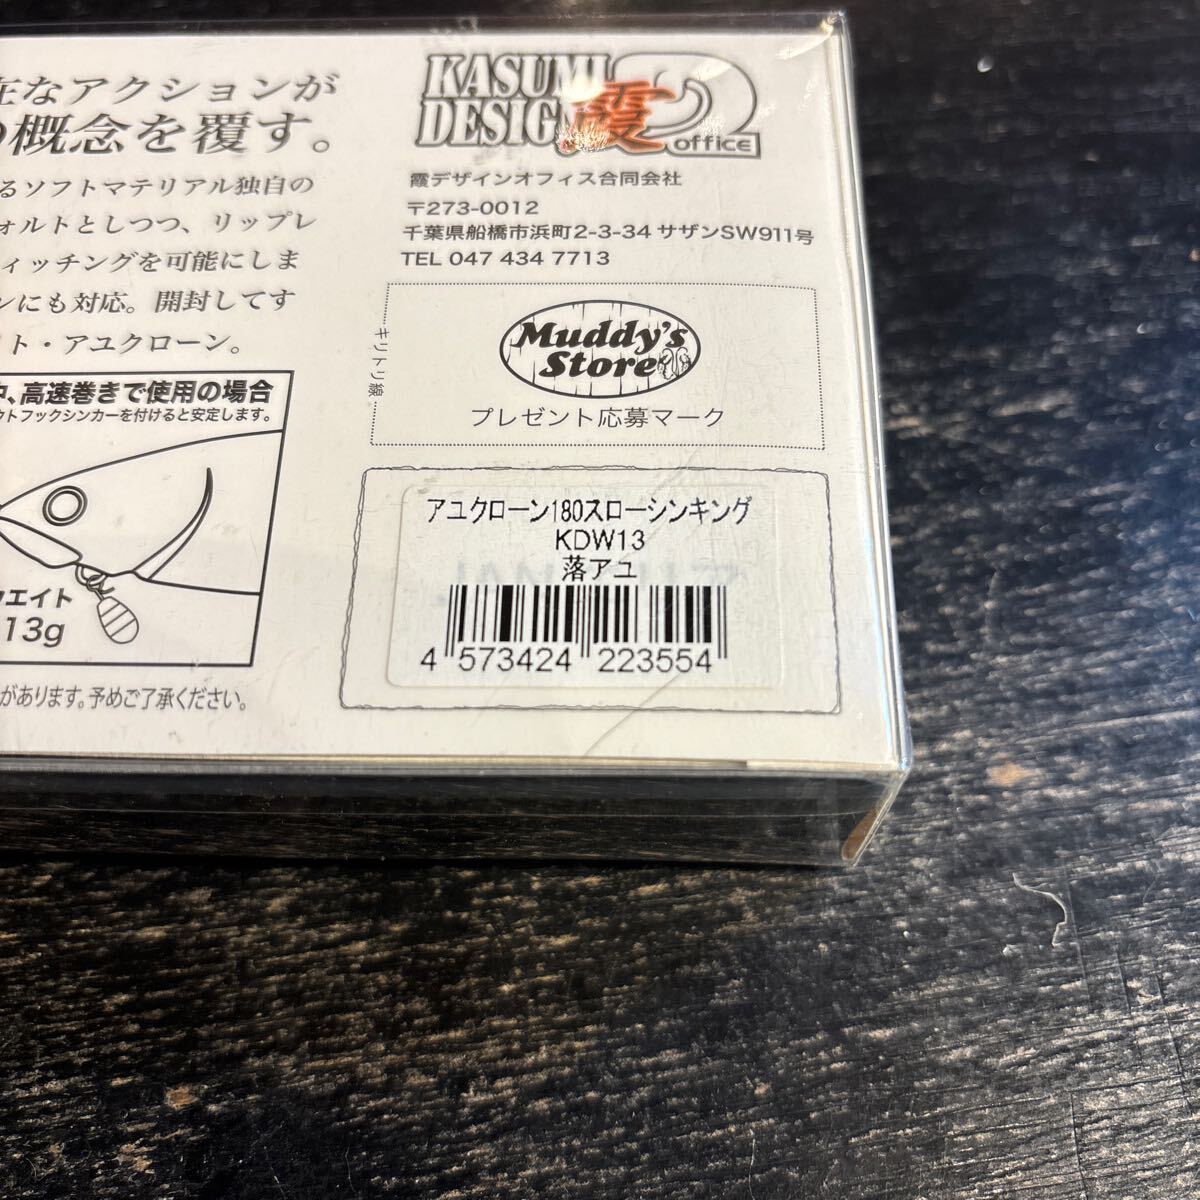 在なアクションが
の概念を覆す。
るソフトマテリアル独自の
ォルトとしつつ、リップレ
ィッチングを可能にしま
ンにも対応。開封してす
ト・アユクローン。
中、高速巻きで使用の場合
ウトフックシンカーを付けると安定します。
ウエイト
13g
があります。予めご了承ください。
KASUMI
DESIGN
霞
office
霞デザインオフィス合同会社
〒273-0012
千葉県船橋市浜町2-3-34 サザンSW911号
TEL 047 434 7713
キリトリ線
Muddy's
Store
プレゼント応募マーク
アユクローン180スローシンキング
KDW13
落アユ
4 573424 223554